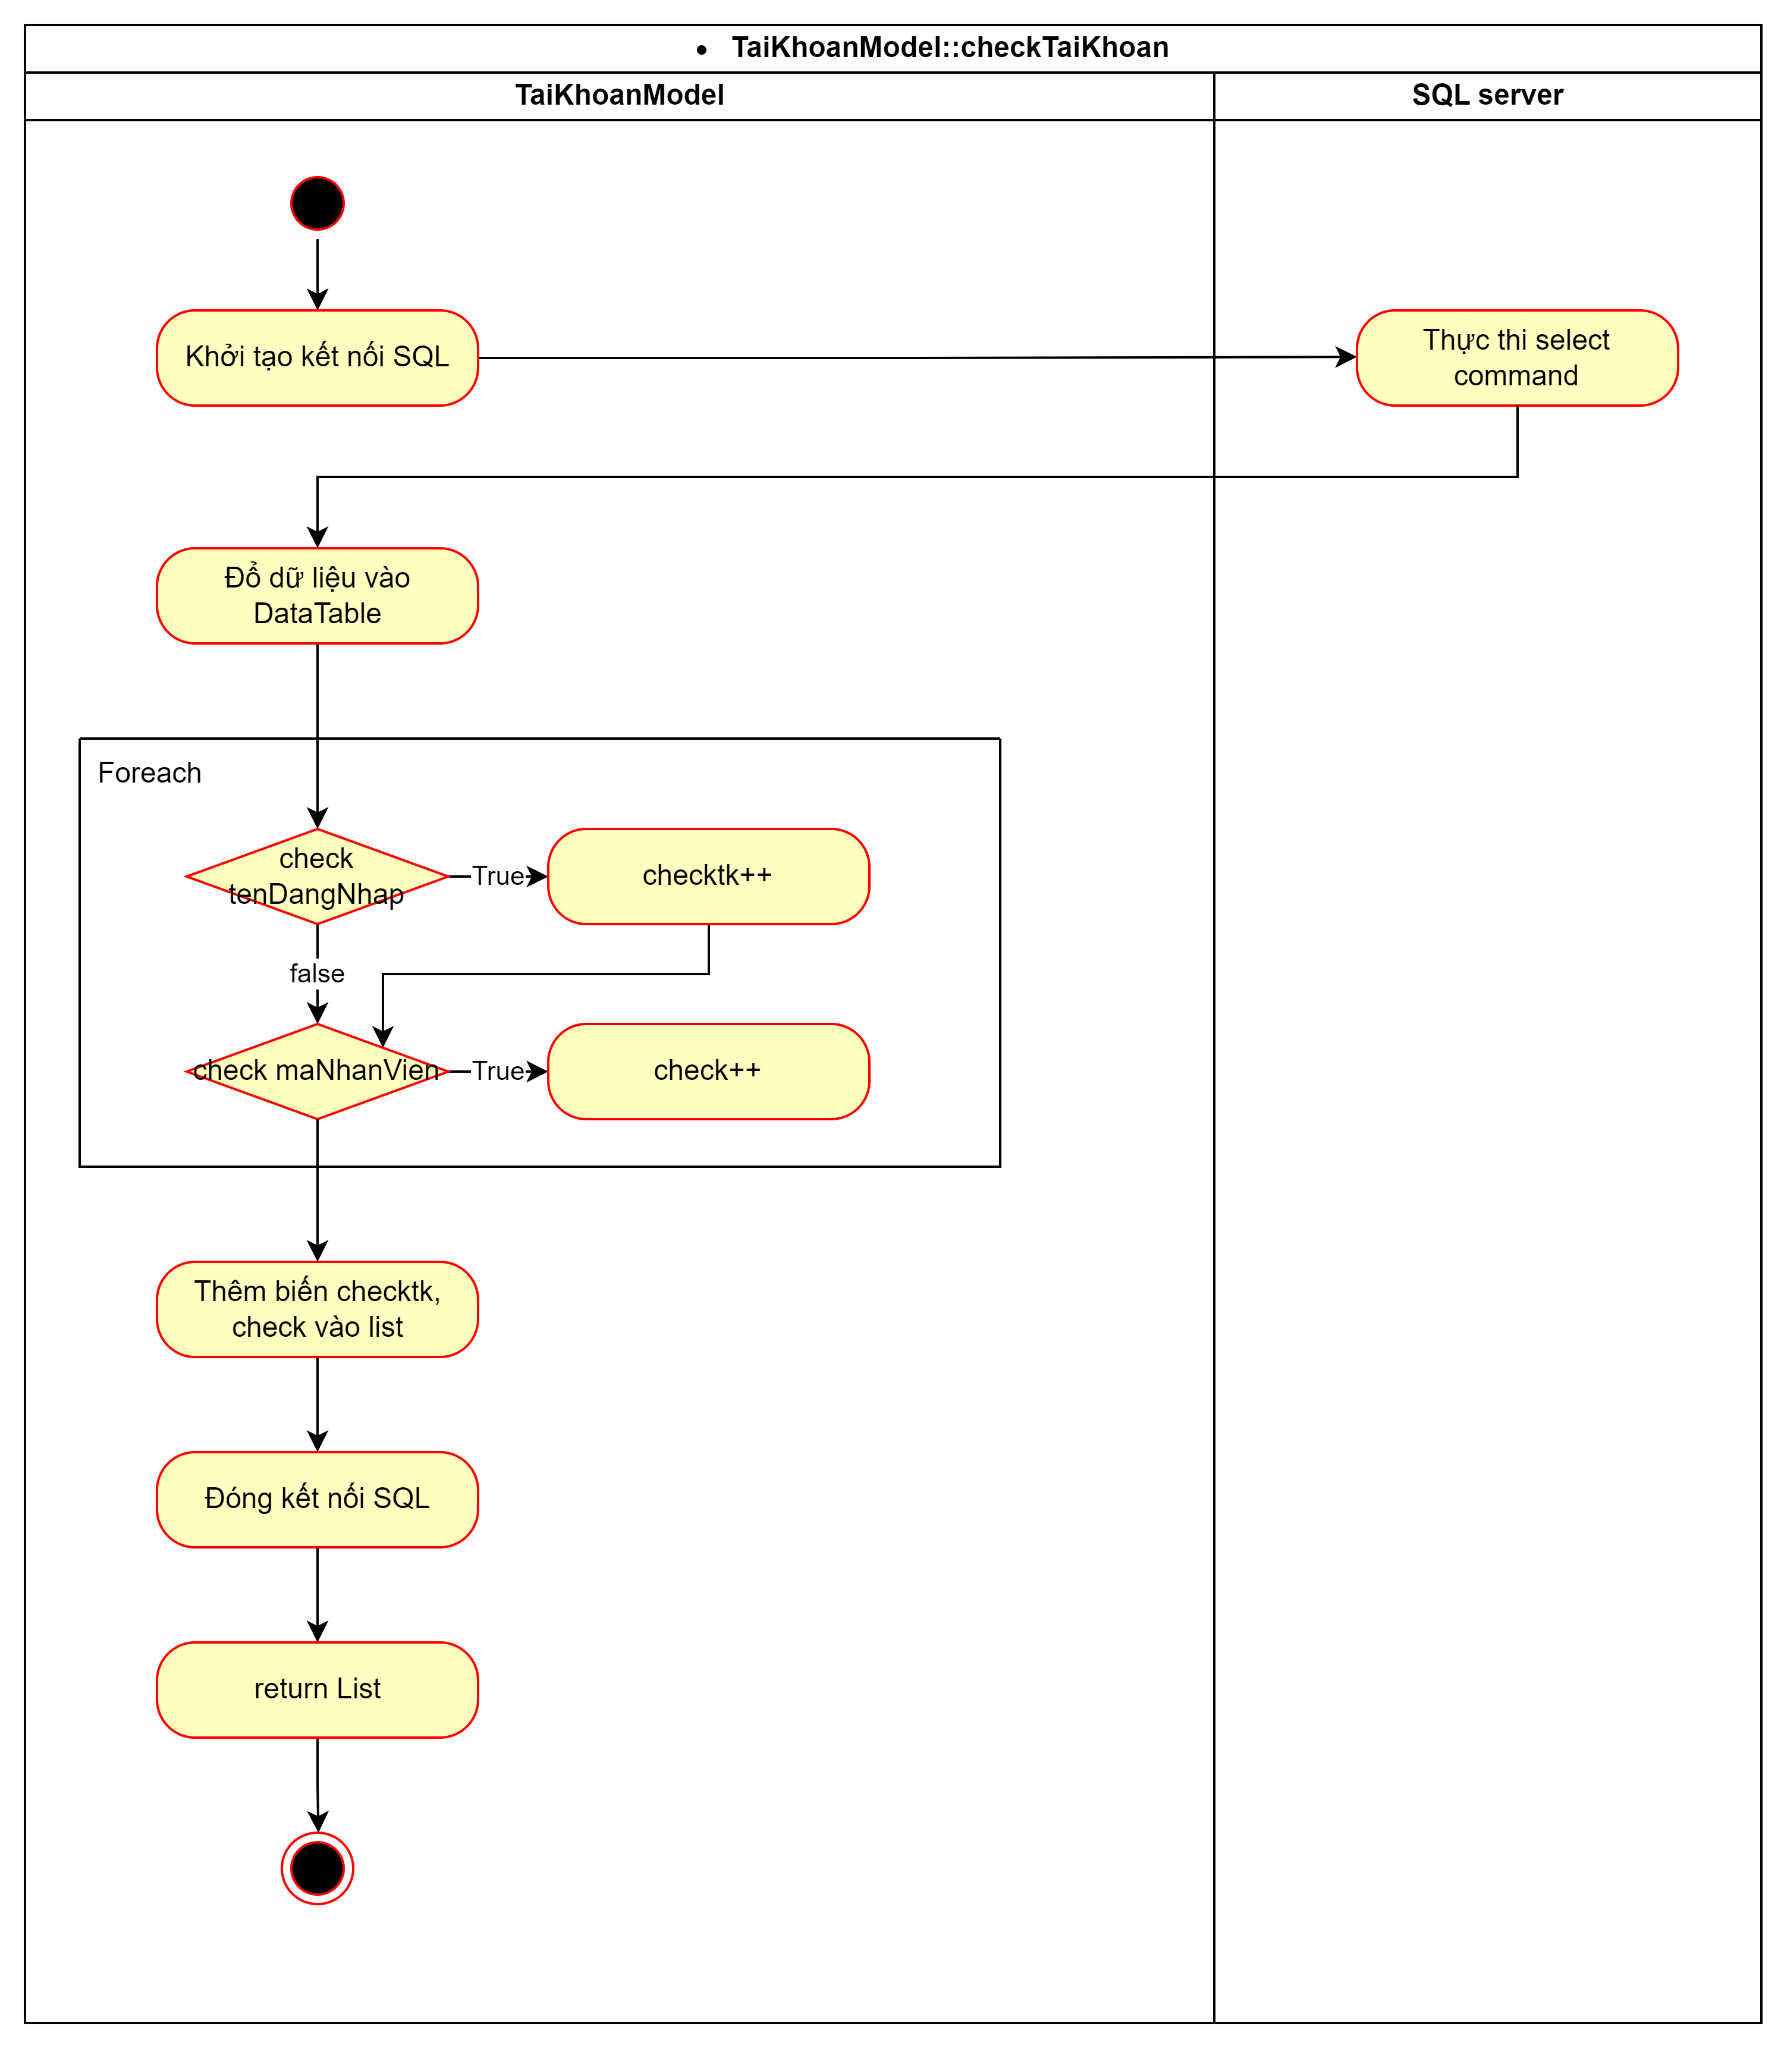 • TaiKhoanModel::checkTaiKhoan
TaiKhoanModel
SQL server
Khởi tạo kết nối SQL
Thực thi select
command
Đổ dữ liệu vào
DataTable
Foreach
check
tenDangNhap
True
checktk++
false
check maNhanVien
True
check++
Thêm biến checktk,
check vào list
Đóng kết nối SQL
return List